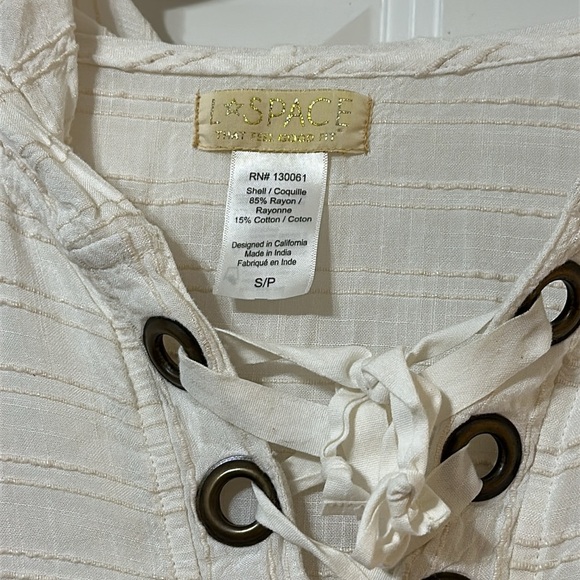 L☆SPACE
RN# 130061
Shell / Coquille
85% Rayon /
Rayonne
15% Cotton / Coton
Designed in California
Made in India
Fabriqué en Inde
S/P